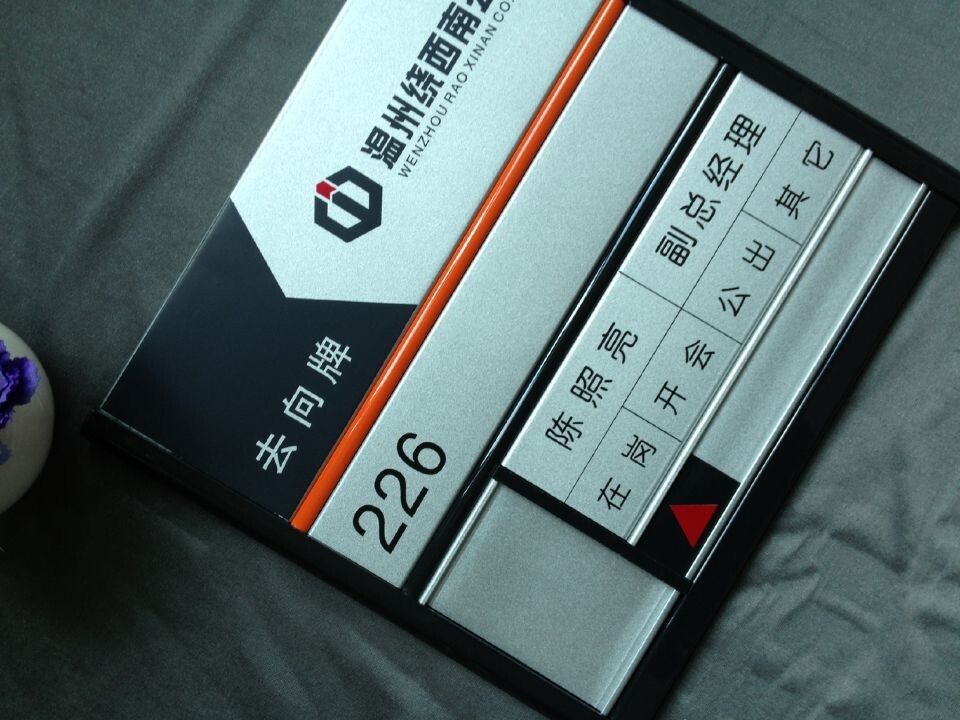 温州绕西南
WENZHOU RAO XINAN CO.
去向牌
226
陈照亮 副总经理
在岗 开会 公出 其它